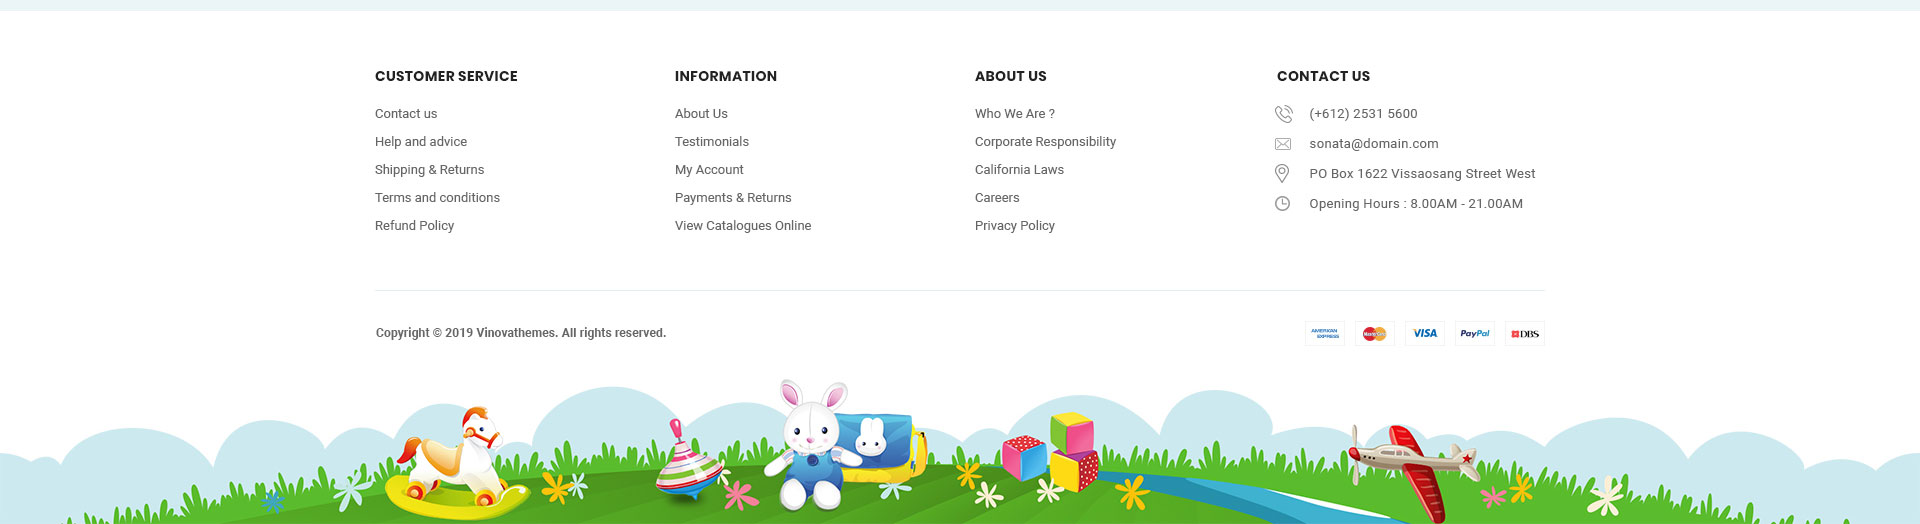 CUSTOMER SERVICE
Contact us
Help and advice
Shipping & Returns
Terms and conditions
Refund Policy
INFORMATION
About Us
Testimonials
My Account
Payments & Returns
View Catalogues Online
ABOUT US
Who We Are ?
Corporate Responsibility
California Laws
Careers
Privacy Policy
CONTACT US
(+612) 2531 5600
sonata@domain.com
PO Box 1622 Vissaosang Street West
Opening Hours : 8.00AM - 21.00AM
Copyright © 2019 Vinovathemes. All rights reserved.
AMERICAN
EXPRESS
MasterCard
VISA
PayPal
DBS